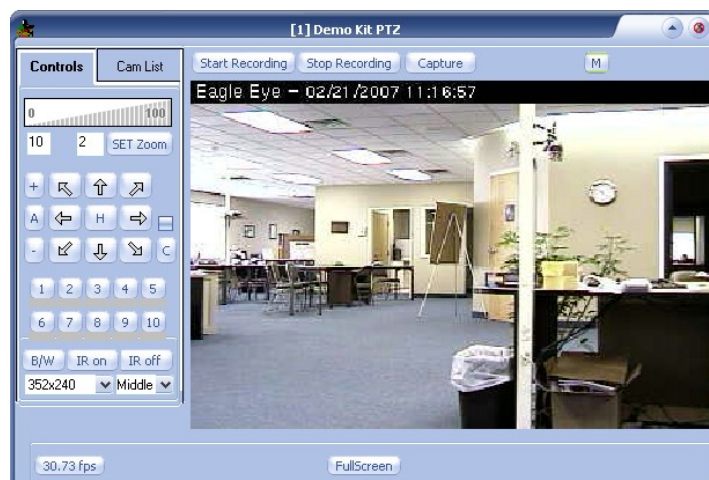 [1] Demo Kit PTZ
Controls
Cam List
Start Recording
Stop Recording
Capture
M
Eagle Eye - 02/21/2007 11:16:57
0 100
10 2 SET Zoom
+
A H
- C
1 2 3 4 5
6 7 8 9 10
B/W IR on IR off
352x240 Middle
30.73 fps
FullScreen